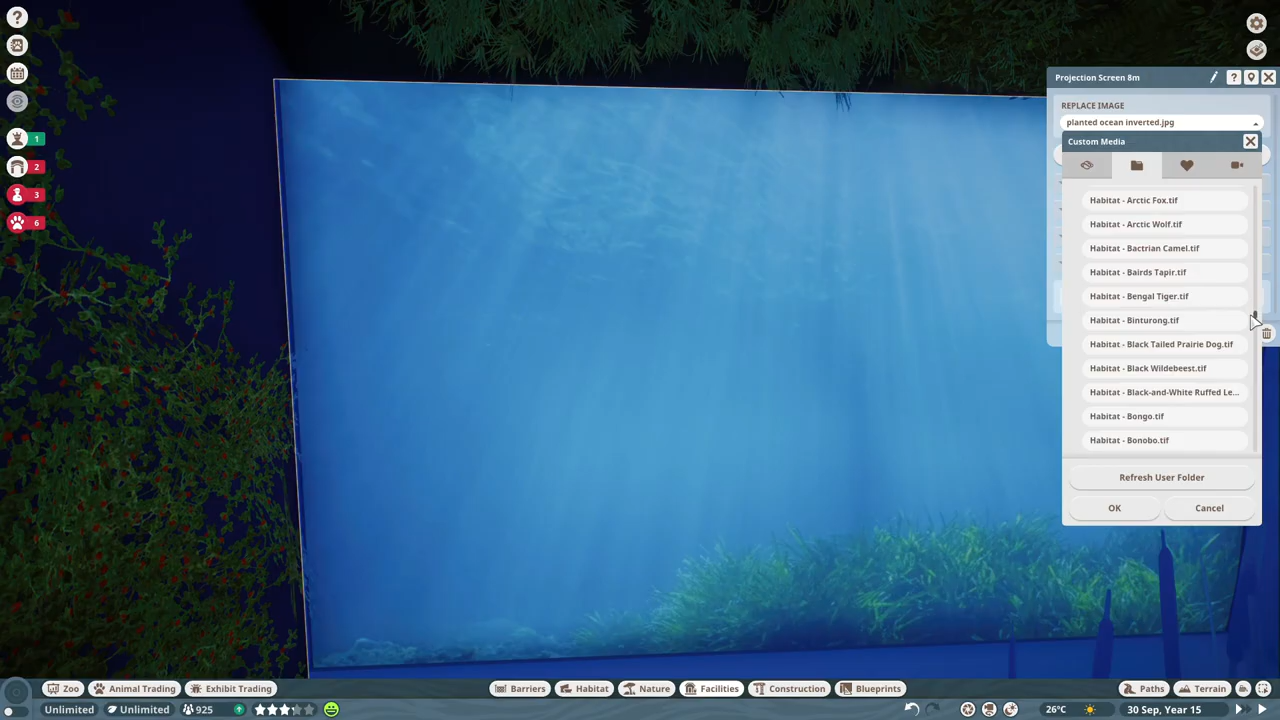 ?
1
2
3
6
Projection Screen 8m
?
REPLACE IMAGE
planted ocean inverted.jpg
Custom Media
Habitat - Arctic Fox.tif
Habitat - Arctic Wolf.tif
Habitat - Bactrian Camel.tif
Habitat - Bairds Tapir.tif
Habitat - Bengal Tiger.tif
Habitat - Binturong.tif
Habitat - Black Tailed Prairie Dog.tif
Habitat - Black Wildebeest.tif
Habitat - Black-and-White Ruffed Le...
Habitat - Bongo.tif
Habitat - Bonobo.tif
Refresh User Folder
OK Cancel
Zoo Animal Trading Exhibit Trading Barriers Habitat Nature Facilities Construction Blueprints Paths Terrain
Unlimited Unlimited 925 26°C 30 Sep, Year 15